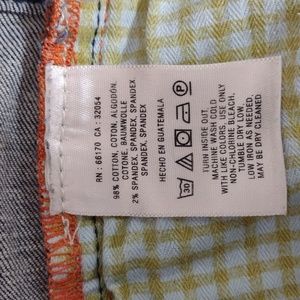 RN : 66170 CA : 32054
98% COTTON, COTON, ALGODÓN,
COTONE, BAUMWOLLE
2% SPANDEX, SPANDEX, SPANDEX
SPANDEX, SPANDEX
HECHO EN GUATEMALA
30
P
TURN INSIDE OUT.
MACHINE WASH COLD
WITH LIKE COLORS. USE ONLY
NON-CHLORINE BLEACH.
TUMBLE DRY LOW.
LOW IRON AS NEEDED.
MAY BE DRY CLEANED